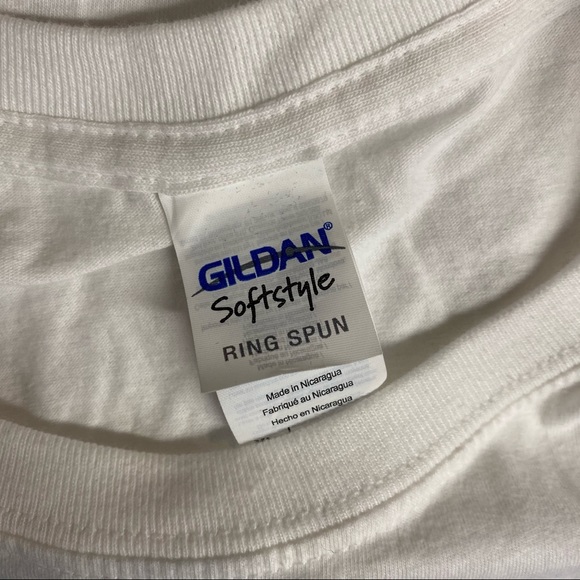 GILDAN®
Softstyle
RING SPUN
Made in Nicaragua
Fabriqué au Nicaragua
Hecho en Nicaragua